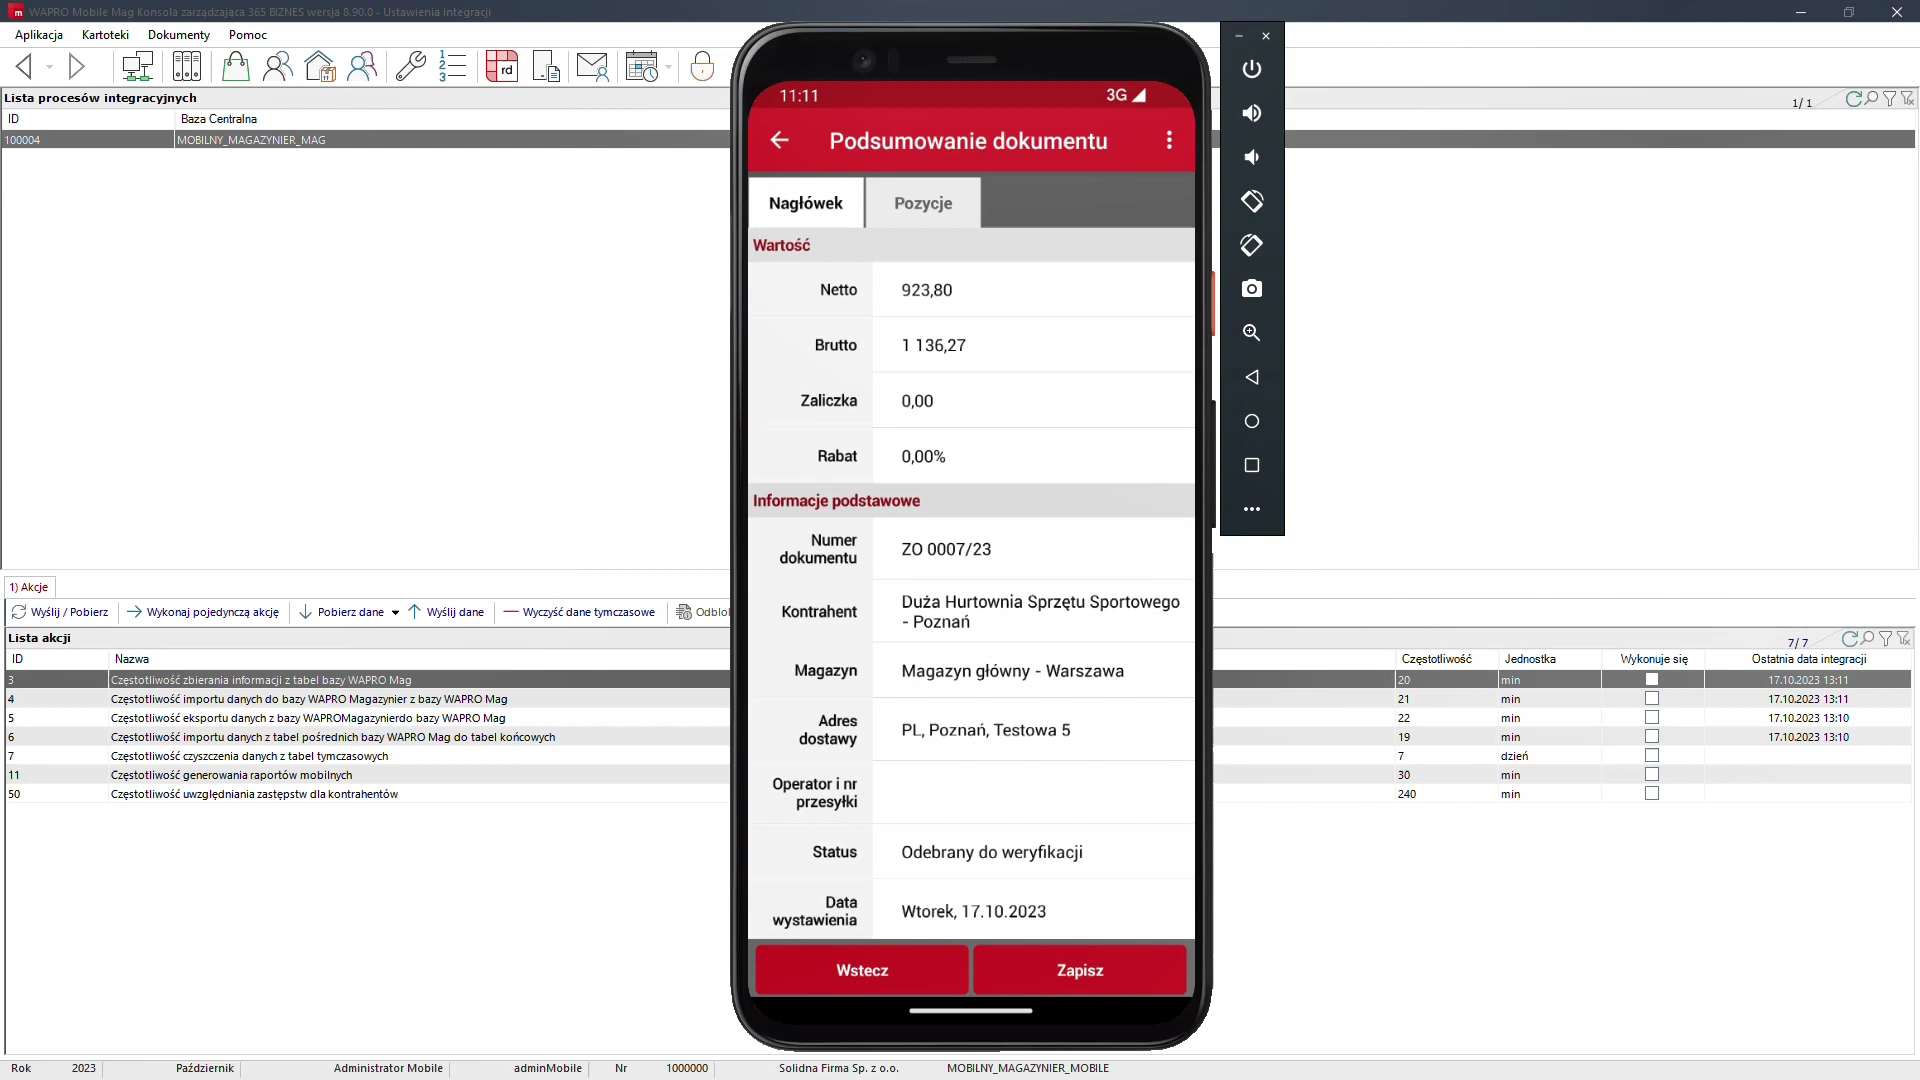 WAPRO Mobile Mag Konsola zarządzająca 365 BIZNES wersja 8.90.0 - Ustawienia integracji
Aplikacja Kartoteki Dokumenty Pomoc
Lista procesów integracyjnych
1/ 1
ID Baza Centralna
100004 MOBILNY_MAGAZYNIER_MAG
11:11 3G
Podsumowanie dokumentu
Nagłówek Pozycje
Wartość
Netto 923,80
Brutto 1 136,27
Zaliczka 0,00
Rabat 0,00%
Informacje podstawowe
Numer dokumentu ZO 0007/23
Kontrahent Duża Hurtownia Sprzętu Sportowego
- Poznań
Magazyn Magazyn główny - Warszawa
Adres dostawy PL, Poznań, Testowa 5
Operator i nr przesyłki
Status Odebrany do weryfikacji
Data wystawienia Wtorek, 17.10.2023
Wstecz Zapisz
1) Akcje
Wyślij / Pobierz Wykonaj pojedynczą akcję Pobierz dane Wyślij dane Wyczyść dane tymczasowe Odblo
Lista akcji
7/ 7
ID Nazwa Częstotliwość Jednostka Wykonuje się Ostatnia data integracji
3 Częstotliwość zbierania informacji z tabel bazy WAPRO Mag 20 min 17.10.2023 13:11
4 Częstotliwość importu danych do bazy WAPRO Magazynier z bazy WAPRO Mag 21 min 17.10.2023 13:11
5 Częstotliwość eksportu danych z bazy WAPROMagazynierdo bazy WAPRO Mag 22 min 17.10.2023 13:10
6 Częstotliwość importu danych z tabel pośrednich bazy WAPRO Mag do tabel końcowych 19 min 17.10.2023 13:10
7 Częstotliwość czyszczenia danych z tabel tymczasowych 7 dzień
11 Częstotliwość generowania raportów mobilnych 30 min
50 Częstotliwość uwzględniania zastępstw dla kontrahentów 240 min
Rok 2023 Październik Administrator Mobile adminMobile Nr 1000000 Solidna Firma Sp. z o.o. MOBILNY_MAGAZYNIER_MOBILE